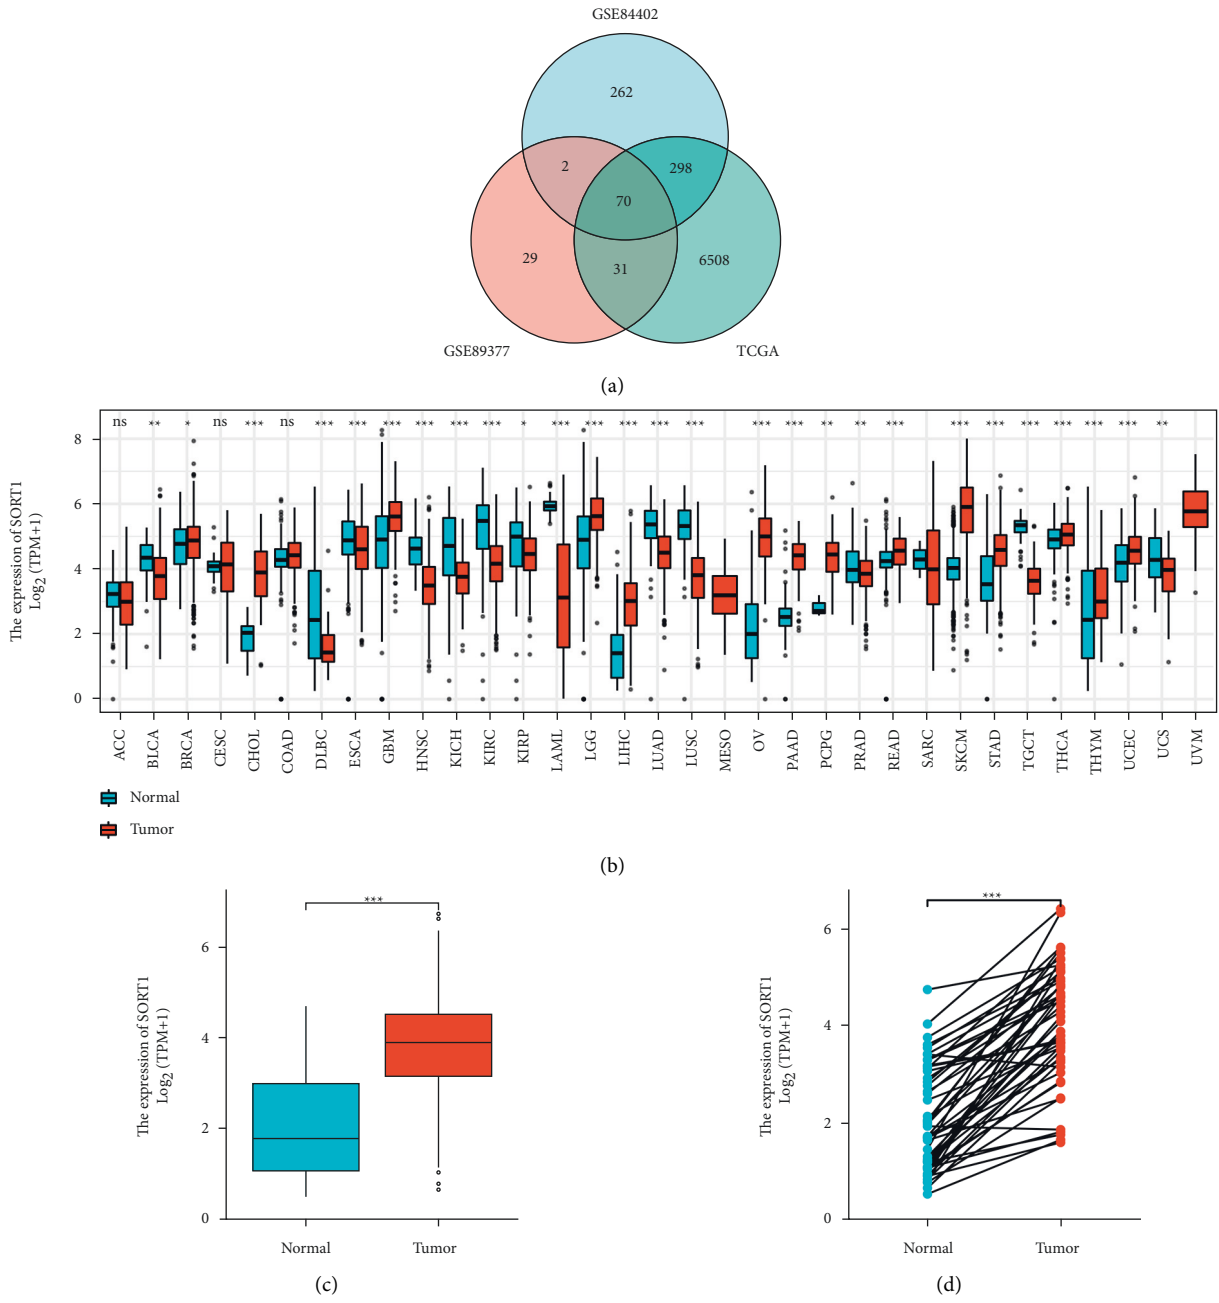 GSE84402
262
2
298
70
29
31
6508
GSE89377
TCGA
(a)
The expression of SORT1
Log2 (TPM+1)
8
6
4
2
0
ns
**
*
ns
***
ns
***
***
***
***
***
***
*
***
***
***
***
***
***
***
***
**
***
***
***
***
***
***
***
**
ACC
BLCA
BRCA
CESC
CHOL
COAD
DLBC
ESCA
GBM
HNSC
KICH
KIRC
KIRP
LAML
LGG
LIHC
LUAD
LUSC
MESO
OV
PAAD
PCPG
PRAD
READ
SARC
SKCM
STAD
TGCT
THCA
THYM
UCEC
UCS
UVM
Normal
Tumor
(b)
The expression of SORT1
Log2 (TPM+1)
6
4
2
0
***
Normal
Tumor
(c)
The expression of SORT1
Log2 (TPM+1)
6
4
2
0
***
Normal
Tumor
(d)